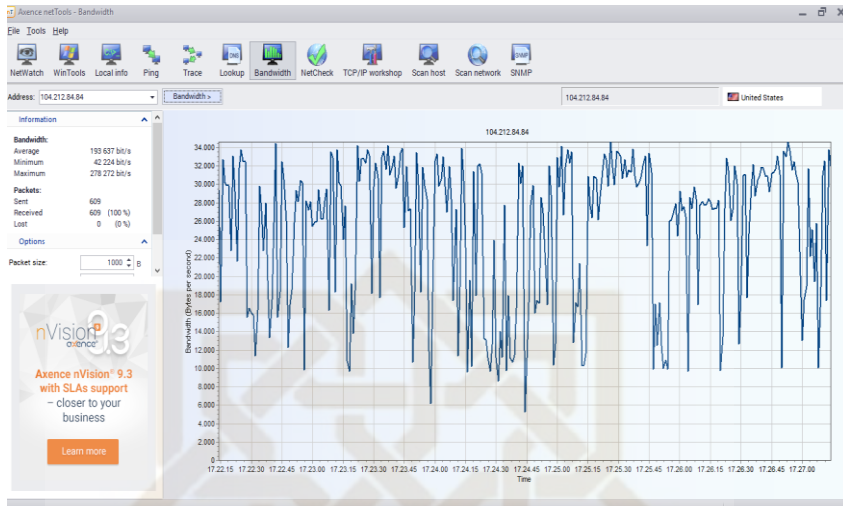 Axence netTools - Bandwidth
File Tools Help
NetWatch WinTools Local info Ping Trace Lookup Bandwidth NetCheck TCP/IP workshop Scan host Scan network SNMP
Address: 104.212.84.84 Bandwidth > 104.212.84.84 United States
Information
Bandwidth:
Average 193 637 bit/s
Minimum 42 224 bit/s
Maximum 278 272 bit/s
Packets:
Sent 609
Received 609 (100 %)
Lost 0 (0 %)
Options
Packet size: 1000 B
nVision 9.3
axence
Axence nVision® 9.3
with SLAs support
– closer to your
business
Learn more
104.212.84.84
Bandwidth (Bytes per second)
34.000
32.000
30.000
28.000
26.000
24.000
22.000
20.000
18.000
16.000
14.000
12.000
10.000
8.000
6.000
4.000
2.000
0
17.22.15 17.22.30 17.22.45 17.23.00 17.23.15 17.23.30 17.23.45 17.24.00 17.24.15 17.24.30 17.24.45 17.25.00 17.25.15 17.25.30 17.25.45 17.26.00 17.26.15 17.26.30 17.26.45 17.27.00
Time